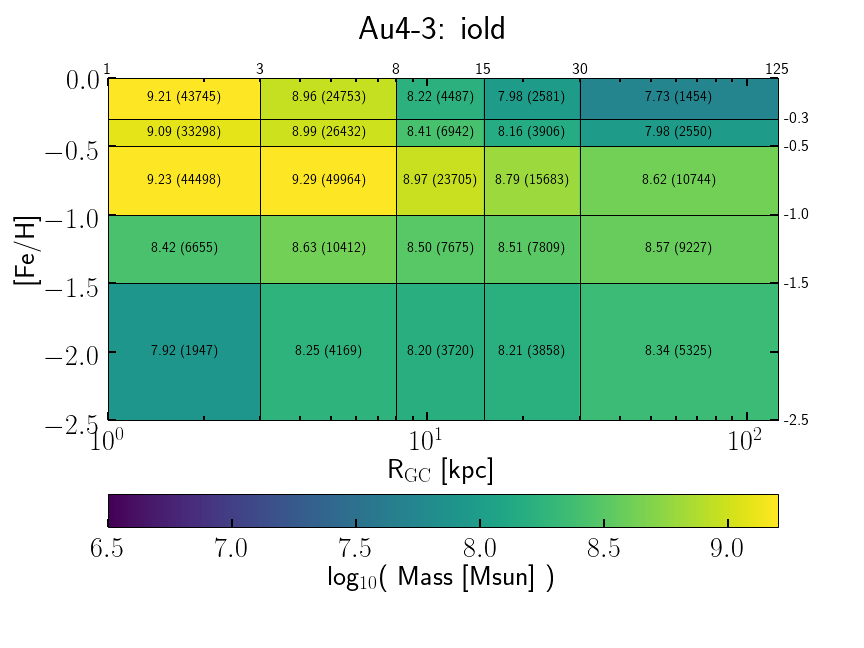 Au4-3: iold
1 3 8 15 30 125
0.0
9.21 (43745) 8.96 (24753) 8.22 (4487) 7.98 (2581) 7.73 (1454)
-0.3
9.09 (33298) 8.99 (26432) 8.41 (6942) 8.16 (3906) 7.98 (2550)
−0.5 -0.5
9.23 (44498) 9.29 (49964) 8.97 (23705) 8.79 (15683) 8.62 (10744)
−1.0 -1.0
[Fe/H]
8.42 (6655) 8.63 (10412) 8.50 (7675) 8.51 (7809) 8.57 (9227)
−1.5 -1.5
7.92 (1947) 8.25 (4169) 8.20 (3720) 8.21 (3858) 8.34 (5325)
−2.0
−2.5 -2.5
10⁰ 10¹ 10²
R_GC [kpc]
6.5 7.0 7.5 8.0 8.5 9.0
log₁₀( Mass [Msun] )